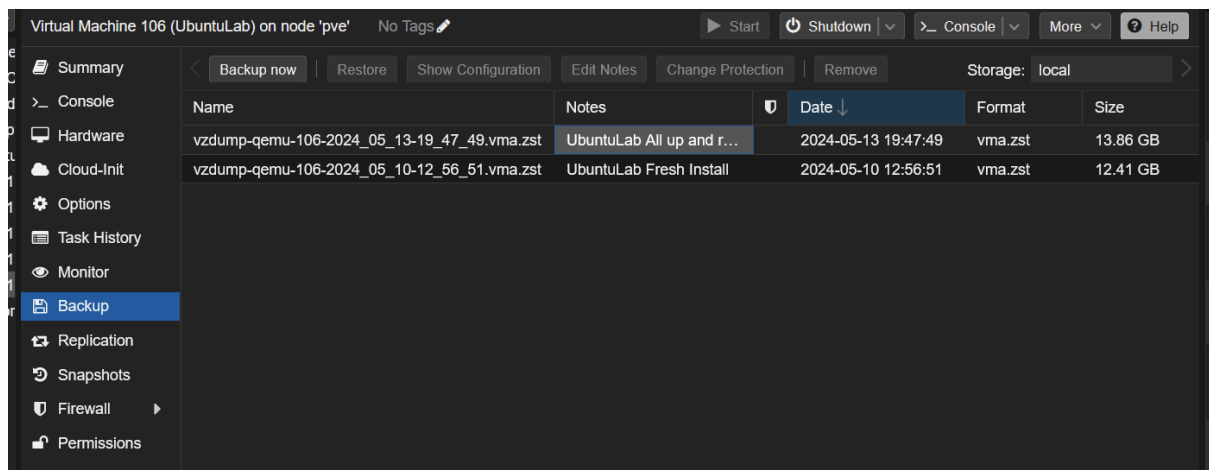 Virtual Machine 106 (UbuntuLab) on node 'pve' No Tags Start Shutdown Console More Help
Summary
Console
Hardware
Cloud-Init
Options
Task History
Monitor
Backup
Replication
Snapshots
Firewall
Permissions
Backup now Restore Show Configuration Edit Notes Change Protection Remove Storage: local
Name Notes Date Format Size
vzdump-qemu-106-2024_05_13-19_47_49.vma.zst UbuntuLab All up and r... 2024-05-13 19:47:49 vma.zst 13.86 GB
vzdump-qemu-106-2024_05_10-12_56_51.vma.zst UbuntuLab Fresh Install 2024-05-10 12:56:51 vma.zst 12.41 GB